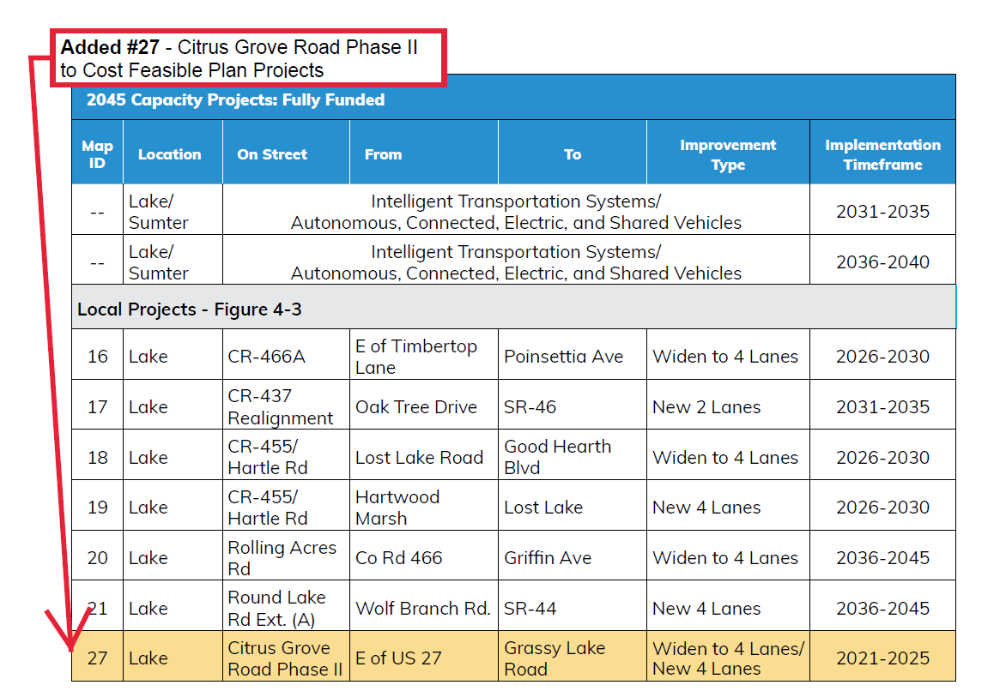 Added #27 - Citrus Grove Road Phase II
to Cost Feasible Plan Projects
2045 Capacity Projects: Fully Funded
Map ID Location On Street From To Improvement Type Implementation Timeframe
-- Lake/ Sumter Intelligent Transportation Systems/ Autonomous, Connected, Electric, and Shared Vehicles 2031-2035
-- Lake/ Sumter Intelligent Transportation Systems/ Autonomous, Connected, Electric, and Shared Vehicles 2036-2040
Local Projects - Figure 4-3
16 Lake CR-466A E of Timbertop Lane Poinsettia Ave Widen to 4 Lanes 2026-2030
17 Lake CR-437 Realignment Oak Tree Drive SR-46 New 2 Lanes 2031-2035
18 Lake CR-455/ Hartle Rd Lost Lake Road Good Hearth Blvd Widen to 4 Lanes 2026-2030
19 Lake CR-455/ Hartle Rd Hartwood Marsh Lost Lake New 4 Lanes 2026-2030
20 Lake Rolling Acres Rd Co Rd 466 Griffin Ave Widen to 4 Lanes 2036-2045
21 Lake Round Lake Rd Ext. (A) Wolf Branch Rd. SR-44 New 4 Lanes 2036-2045
27 Lake Citrus Grove Road Phase II E of US 27 Grassy Lake Road Widen to 4 Lanes/ New 4 Lanes 2021-2025